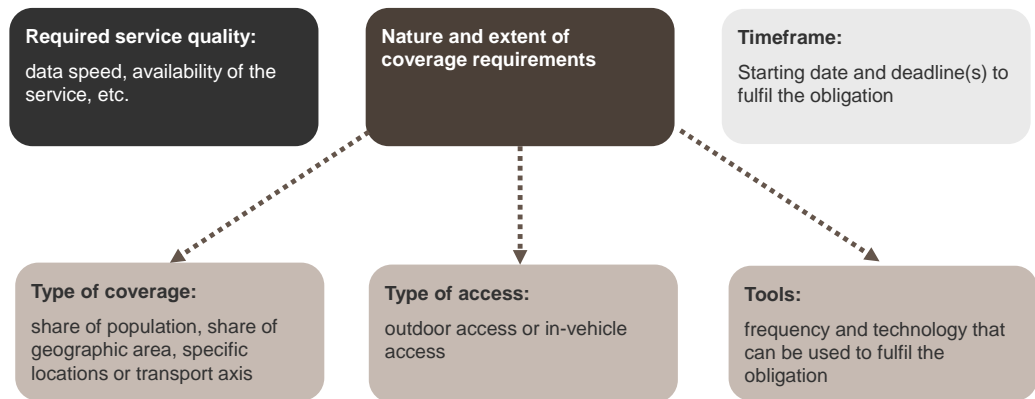 Required service quality:
data speed, availability of the
service, etc.
Nature and extent of
coverage requirements
Timeframe:
Starting date and deadline(s) to
fulfil the obligation
Type of coverage:
share of population, share of
geographic area, specific
locations or transport axis
Type of access:
outdoor access or in-vehicle
access
Tools:
frequency and technology that
can be used to fulfil the
obligation